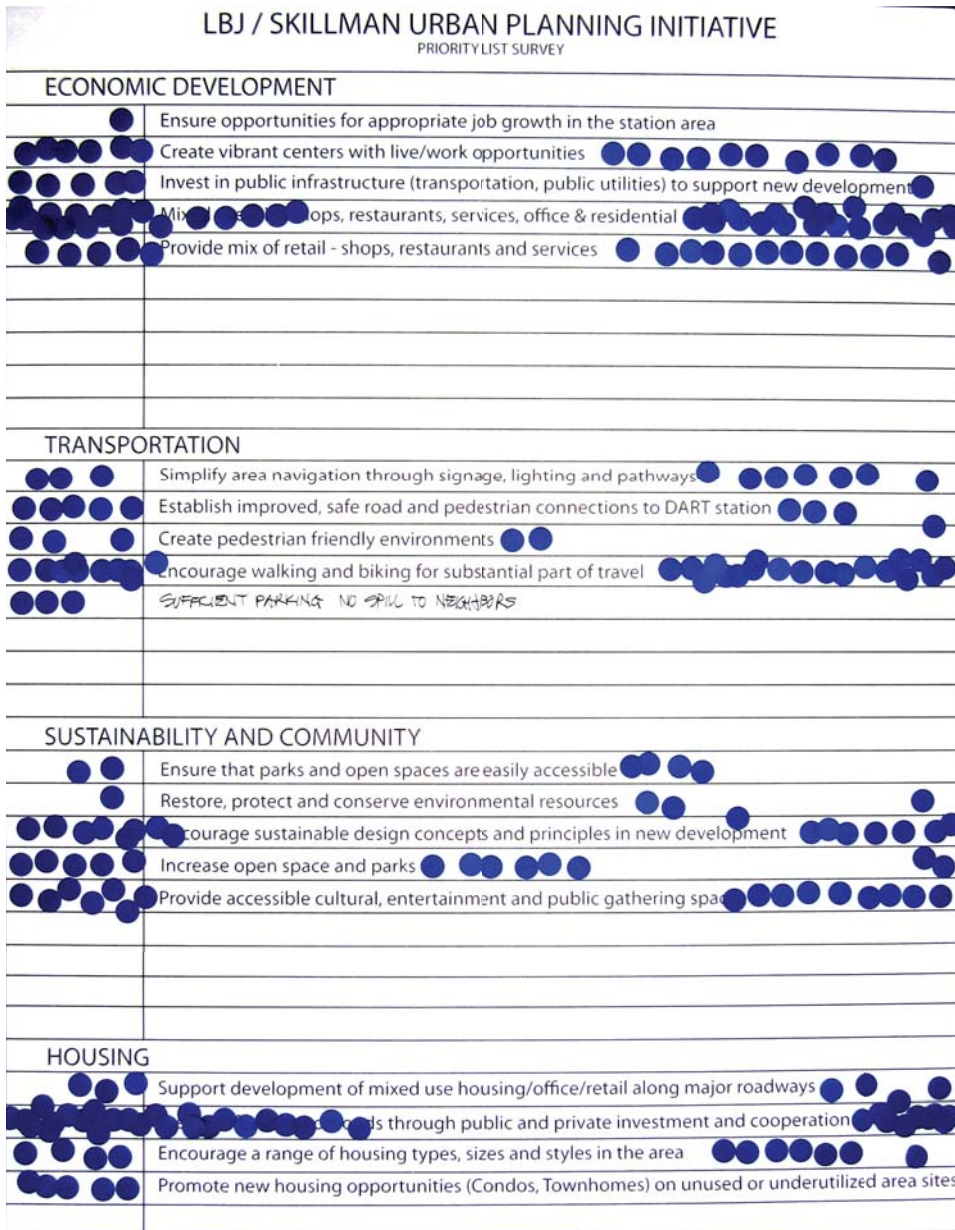 LBJ / SKILLMAN URBAN PLANNING INITIATIVE
PRIORITY LIST SURVEY
ECONOMIC DEVELOPMENT
Ensure opportunities for appropriate job growth in the station area
Create vibrant centers with live/work opportunities
Invest in public infrastructure (transportation, public utilities) to support new development
Mixed restaurants, services, office & residential
Provide mix of retail - shops, restaurants and services
TRANSPORTATION
Simplify area navigation through signage, lighting and pathways
Establish improved, safe road and pedestrian connections to DART station
Create pedestrian friendly environments
Encourage walking and biking for substantial part of travel
SUFFICIENT PARKING NO SPILL TO NEIGHBORS
SUSTAINABILITY AND COMMUNITY
Ensure that parks and open spaces are easily accessible
Restore, protect and conserve environmental resources
sustainable design concepts and principles in new development
Increase open space and parks
Provide accessible cultural, entertainment and public gathering
HOUSING
Support development of mixed use housing/office/retail along major roadways
through public and private investment and cooperation
Encourage a range of housing types, sizes and styles in the area
Promote new housing opportunities (Condos, Townhomes) on unused or underutilized area sites